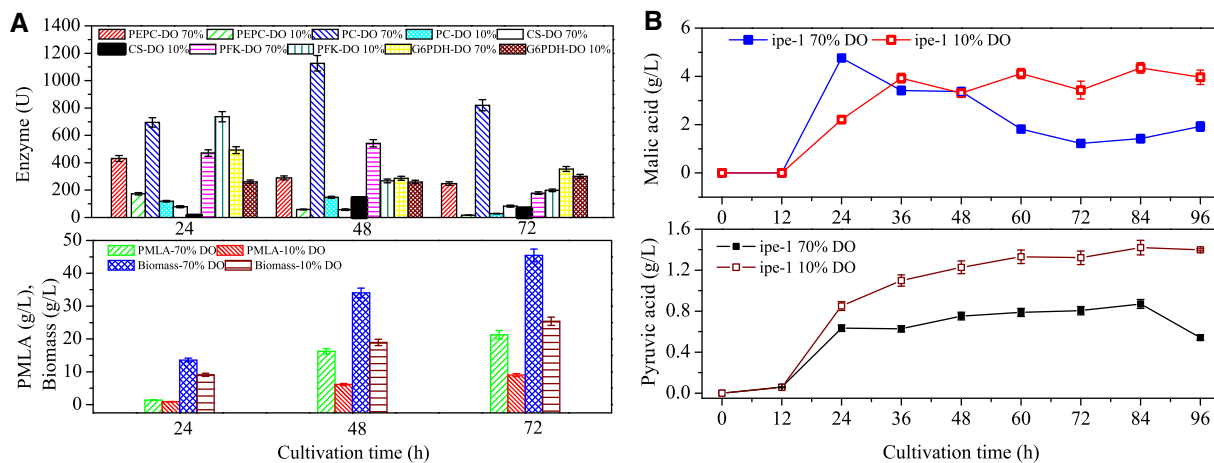 A
1400
1200
1000
800
600
400
200
0
Enzyme (U)
PEPC-DO 70% PEPC-DO 10% PC-DO 70% PC-DO 10% CS-DO 70%
CS-DO 10% PFK-DO 70% PFK-DO 10% G6PDH-DO 70% G6PDH-DO 10%
24 48 72
50
40
30
20
10
0
PMLA (g/L),
Biomass (g/L)
PMLA-70% DO PMLA-10% DO
Biomass-70% DO Biomass-10% DO
24 48 72
Cultivation time (h)
B
6
4
2
0
Malic acid (g/L)
ipe-1 70% DO ipe-1 10% DO
0 12 24 36 48 60 72 84 96
1.6
1.2
0.8
0.4
0.0
Pyruvic acid (g/L)
ipe-1 70% DO
ipe-1 10% DO
0 12 24 36 48 60 72 84 96
Cultivation time (h)